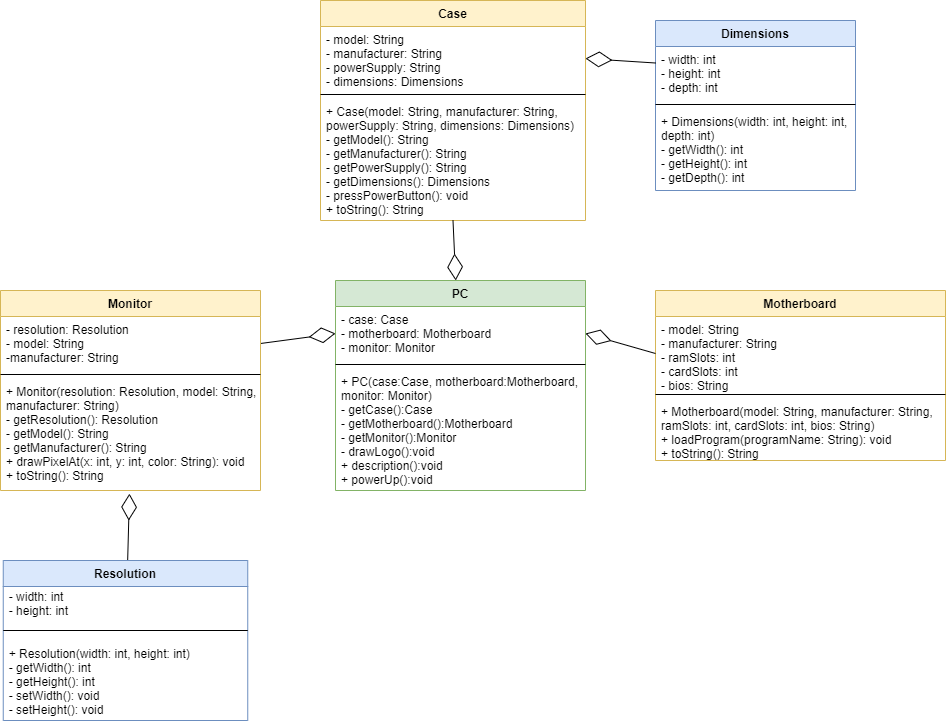 Case
- model: String
- manufacturer: String
- powerSupply: String
- dimensions: Dimensions
+ Case(model: String, manufacturer: String,
powerSupply: String, dimensions: Dimensions)
- getModel(): String
- getManufacturer(): String
- getPowerSupply(): String
- getDimensions(): Dimensions
- pressPowerButton(): void
+ toString(): String
Dimensions
- width: int
- height: int
- depth: int
+ Dimensions(width: int, height: int,
depth: int)
- getWidth(): int
- getHeight(): int
- getDepth(): int
Monitor
- resolution: Resolution
- model: String
-manufacturer: String
+ Monitor(resolution: Resolution, model: String,
manufacturer: String)
- getResolution(): Resolution
- getModel(): String
- getManufacturer(): String
+ drawPixelAt(x: int, y: int, color: String): void
+ toString(): String
PC
- case: Case
- motherboard: Motherboard
- monitor: Monitor
+ PC(case:Case, motherboard:Motherboard,
monitor: Monitor)
- getCase():Case
- getMotherboard():Motherboard
- getMonitor():Monitor
- drawLogo():void
+ description():void
+ powerUp():void
Motherboard
- model: String
- manufacturer: String
- ramSlots: int
- cardSlots: int
- bios: String
+ Motherboard(model: String, manufacturer: String,
ramSlots: int, cardSlots: int, bios: String)
+ loadProgram(programName: String): void
+ toString(): String
Resolution
- width: int
- height: int
+ Resolution(width: int, height: int)
- getWidth(): int
- getHeight(): int
- setWidth(): void
- setHeight(): void